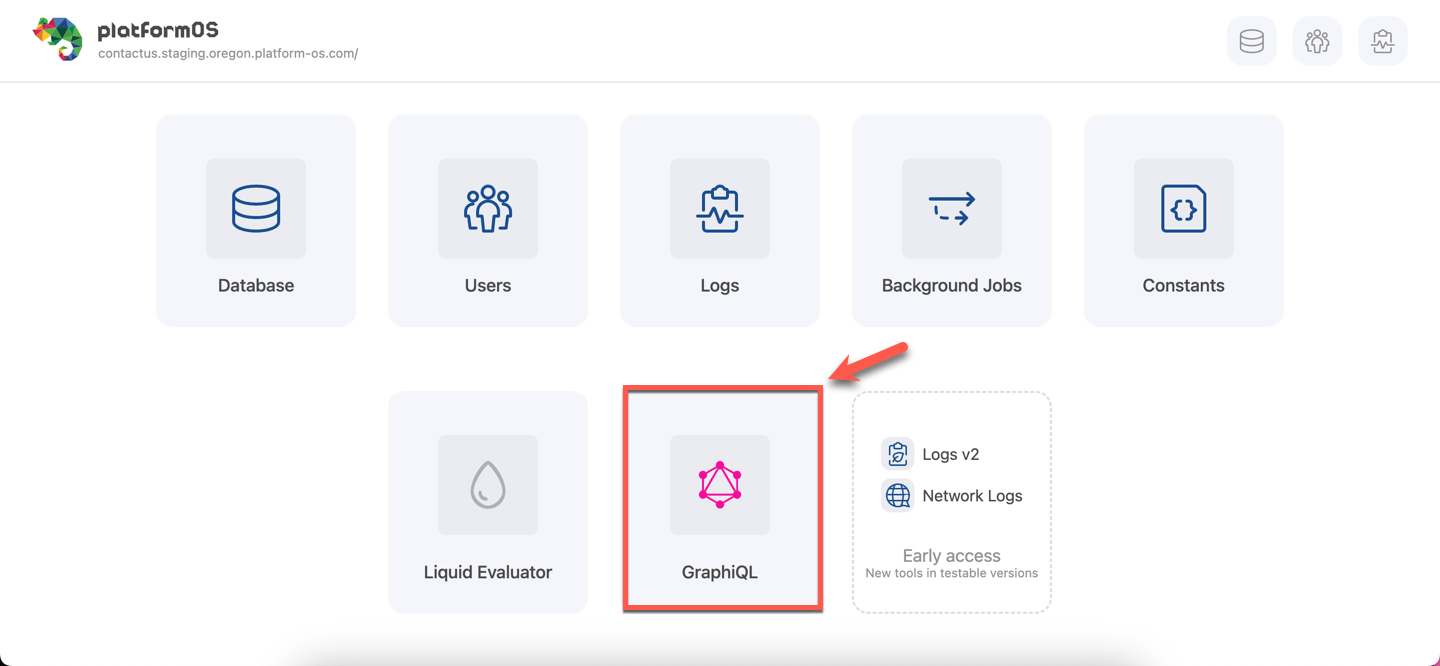 platformOS
contactus.staging.oregon.platform-os.com/
Database
Users
Logs
Background Jobs
Constants
Liquid Evaluator
GraphiQL
Logs v2
Network Logs
Early access
New tools in testable versions